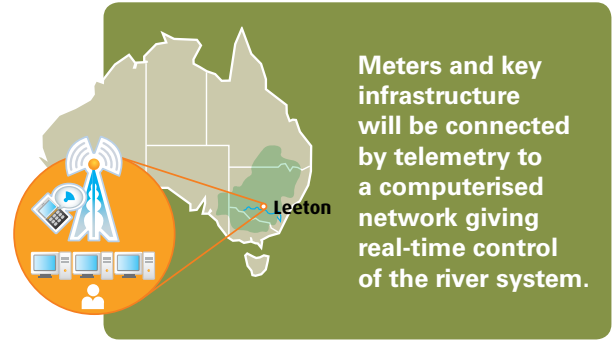 Leeton
Meters and key
infrastructure
will be connected
by telemetry to
a computerised
network giving
real-time control
of the river system.